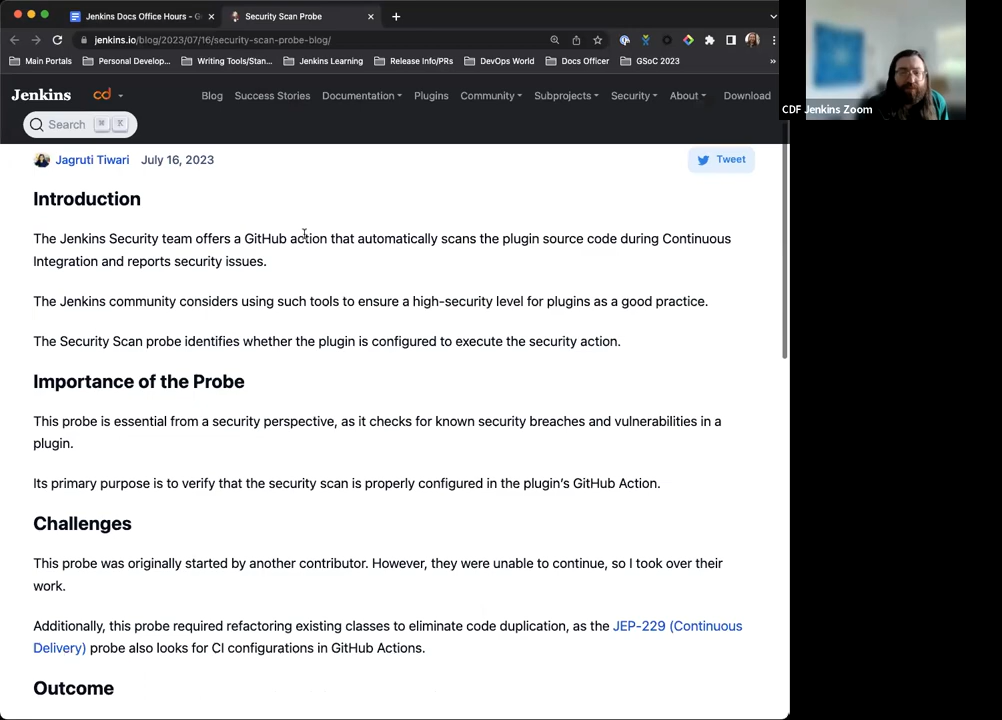 Jenkins Docs Office Hours - G
Security Scan Probe
jenkins.io/blog/2023/07/16/security-scan-probe-blog/
Main Portals
Personal Develop...
Writing Tools/Stan...
Jenkins Learning
Release Info/PRs
DevOps World
Docs Officer
GSoC 2023
»
CDF Jenkins Zoom
Jenkins
cd
Blog
Success Stories
Documentation
Plugins
Community
Subprojects
Security
About
Download
Search ⌘ K
Jagruti Tiwari July 16, 2023
Tweet
Introduction
The Jenkins Security team offers a GitHub action that automatically scans the plugin source code during Continuous
Integration and reports security issues.
The Jenkins community considers using such tools to ensure a high-security level for plugins as a good practice.
The Security Scan probe identifies whether the plugin is configured to execute the security action.
Importance of the Probe
This probe is essential from a security perspective, as it checks for known security breaches and vulnerabilities in a
plugin.
Its primary purpose is to verify that the security scan is properly configured in the plugin's GitHub Action.
Challenges
This probe was originally started by another contributor. However, they were unable to continue, so I took over their
work.
Additionally, this probe required refactoring existing classes to eliminate code duplication, as the JEP-229 (Continuous
Delivery) probe also looks for CI configurations in GitHub Actions.
Outcome